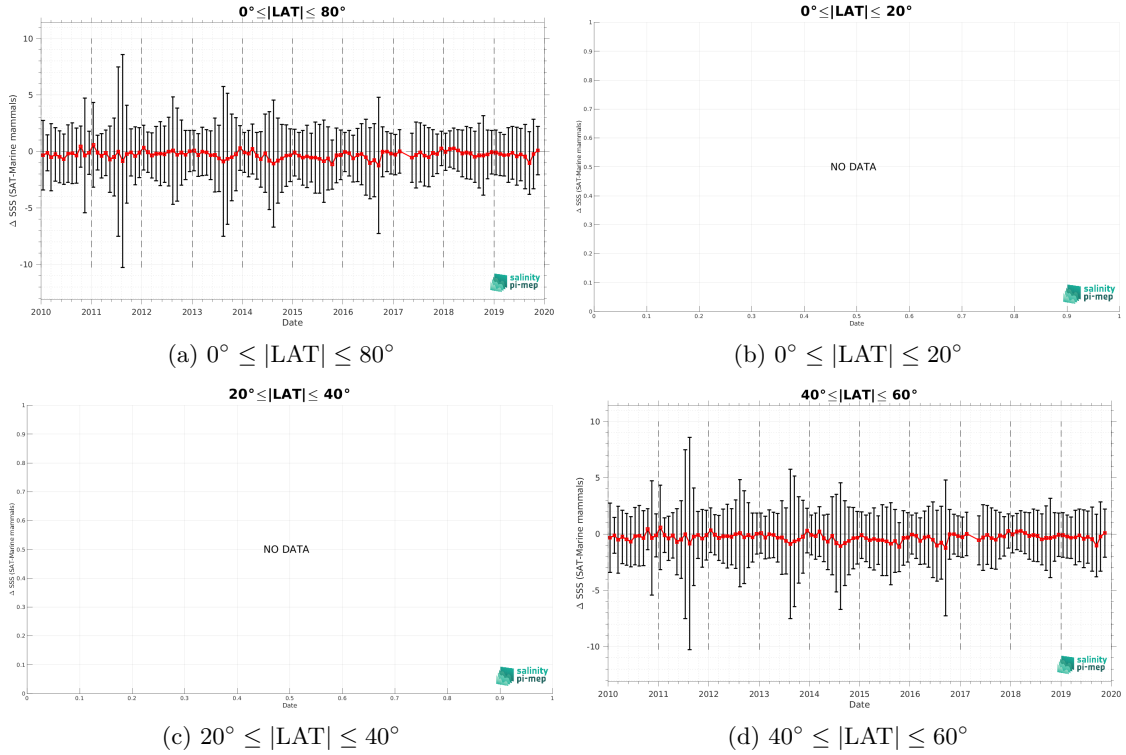 0°≤|LAT|≤ 80°
10
5
0
-5
-10
Δ SSS (SAT-Marine mammals)
2010 2011 2012 2013 2014 2015 2016 2017 2018 2019 2020
Date
salinity
pi-mep
(a) 0° ≤ |LAT| ≤ 80°
0°≤|LAT|≤ 20°
1
0.9
0.8
0.7
0.6
0.5
0.4
0.3
0.2
0.1
0
Δ SSS (SAT-Marine mammals)
NO DATA
0 0.1 0.2 0.3 0.4 0.5 0.6 0.7 0.8 0.9 1
Date
salinity
pi-mep
(b) 0° ≤ |LAT| ≤ 20°
20°≤|LAT|≤ 40°
1
0.9
0.8
0.7
0.6
0.5
0.4
0.3
0.2
0.1
0
Δ SSS (SAT-Marine mammals)
NO DATA
0 0.1 0.2 0.3 0.4 0.5 0.6 0.7 0.8 0.9 1
Date
salinity
pi-mep
(c) 20° ≤ |LAT| ≤ 40°
40°≤|LAT|≤ 60°
10
5
0
-5
-10
Δ SSS (SAT-Marine mammals)
2010 2011 2012 2013 2014 2015 2016 2017 2018 2019 2020
Date
salinity
pi-mep
(d) 40° ≤ |LAT| ≤ 60°